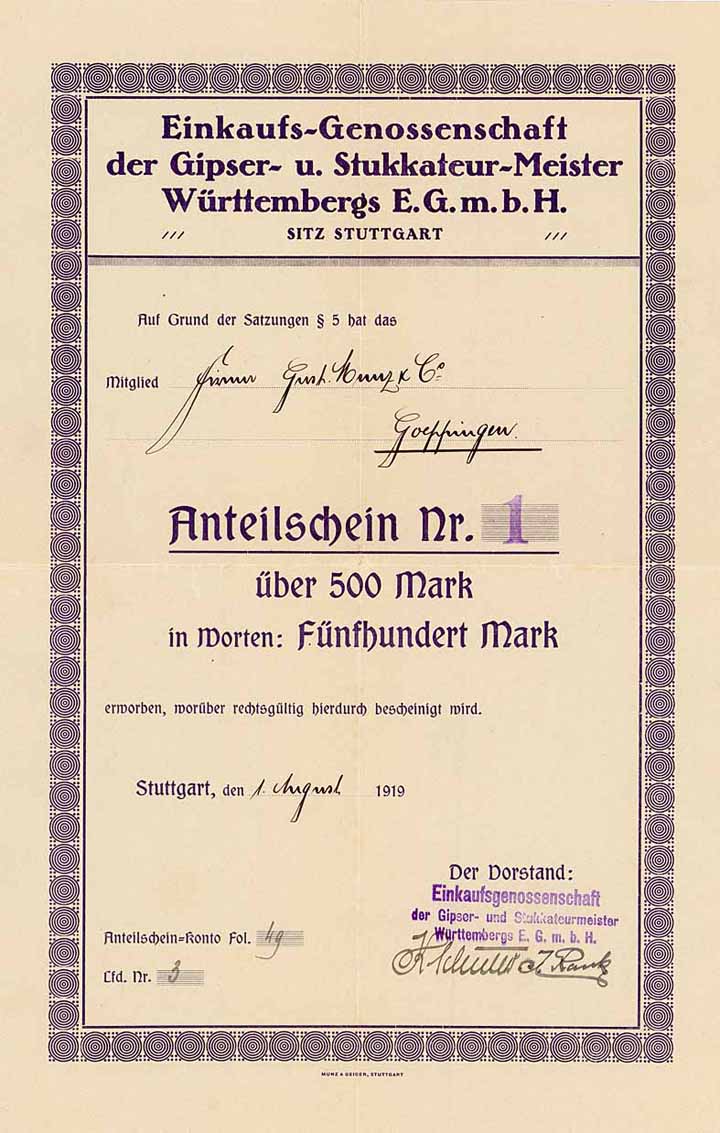 Einkaufs-Genossenschaft
der Gipser- u. Stukkateur-Meister
Württembergs E.G.m.b.H.
SITZ STUTTGART
Auf Grund der Satzungen § 5 hat das
Mitglied Firma Gust. Munz & Co
Goeppingen.
Anteilschein Nr. 1
über 500 Mark
in Worten: Fünfhundert Mark
erworben, worüber rechtsgültig hierdurch bescheinigt wird.
Stuttgart, den 1. August 1919
Der Vorstand:
Einkaufsgenossenschaft
der Gipser- und Stukkateurmeister
Württembergs E. G. m. b. H.
Anteilschein-Konto Fol. 49
Lfd. Nr. 3
MUNZ & GEIGER, STUTTGART